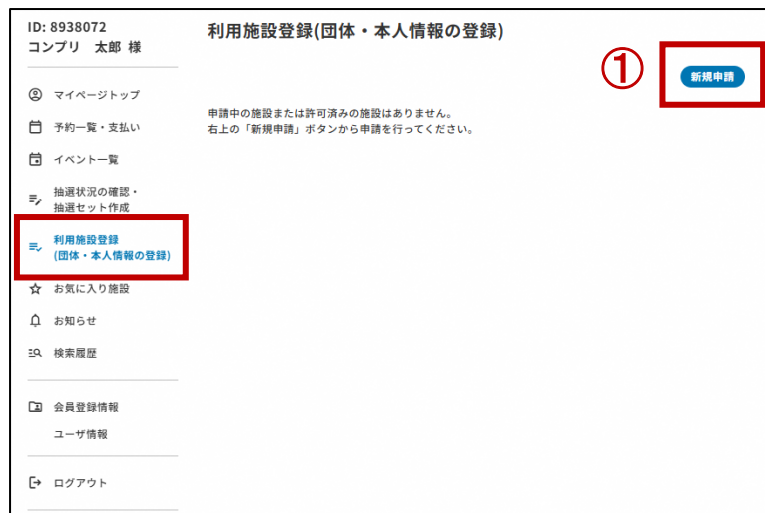 ID: 8938072
コンプリ　太郎 様
マイページトップ
予約一覧・支払い
イベント一覧
抽選状況の確認・
抽選セット作成
利用施設登録
(団体・本人情報の登録)
お気に入り施設
お知らせ
検索履歴
会員登録情報
ユーザ情報
ログアウト
利用施設登録(団体・本人情報の登録)
①
新規申請
申請中の施設または許可済みの施設はありません。
右上の「新規申請」ボタンから申請を行ってください。